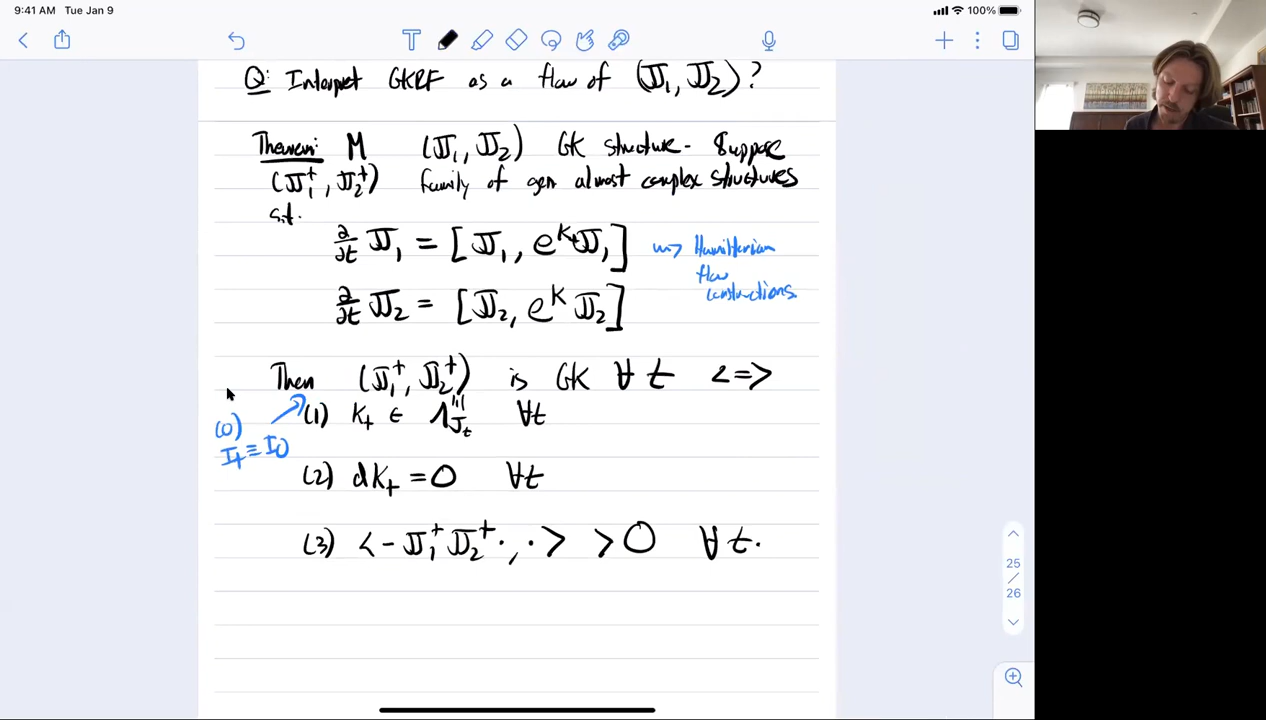 9:41 AM Tue Jan 9
100%
Q: Interpret GKRF as a flow of (𝕁₁, 𝕁₂)?
Theorem: M (𝕁₁, 𝕁₂) GK structure. Suppose
(𝕁₁ᵗ, 𝕁₂ᵗ) family of gen almost complex structures
s.t.
∂/∂t 𝕁₁ = [𝕁₁, e^{Kₜ} 𝕁₁] ⇝ Hamiltonian
flow
constructions
∂/∂t 𝕁₂ = [𝕁₂, e^K 𝕁₂]
Then (𝕁₁ᵗ, 𝕁₂ᵗ) is GK ∀ t <=>
(0) Iₜ ≡ I₀
(1) Kₜ ∈ Λ^{1,1}_{Jₜ} ∀t
(2) dKₜ = 0 ∀t
(3) < - 𝕁₁ᵗ 𝕁₂ᵗ ·, · > > 0 ∀ t.
25
/
26